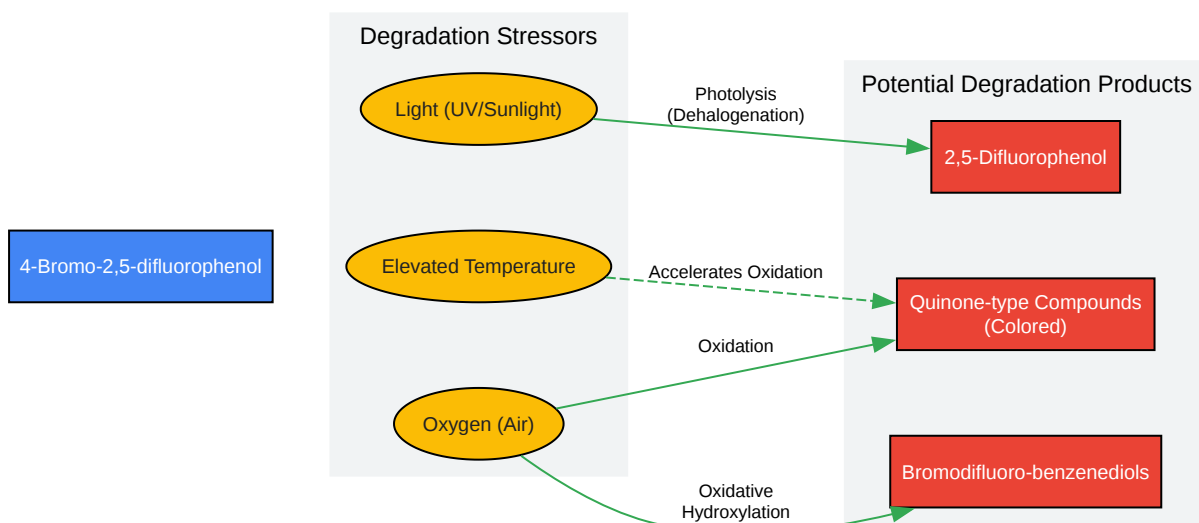 Degradation Stressors
Potential Degradation Products
Light (UV/Sunlight)
Photolysis
(Dehalogenation)
2,5-Difluorophenol
4-Bromo-2,5-difluorophenol
Elevated Temperature
Accelerates Oxidation
Quinone-type Compounds
(Colored)
Oxidation
Oxygen (Air)
Bromodifluoro-benzenediols
Oxidative
Hydroxylation